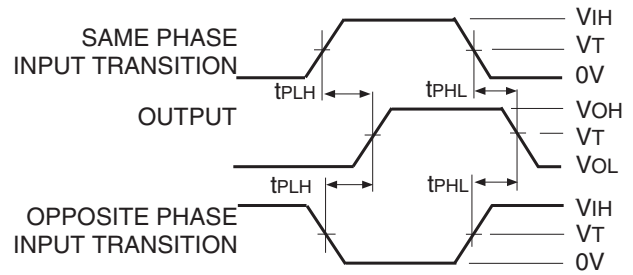 SAME PHASE
INPUT TRANSITION
VIH
VT
0V
tPLH
tPHL
OUTPUT
VOH
VT
VOL
tPLH
tPHL
OPPOSITE PHASE
INPUT TRANSITION
VIH
VT
0V